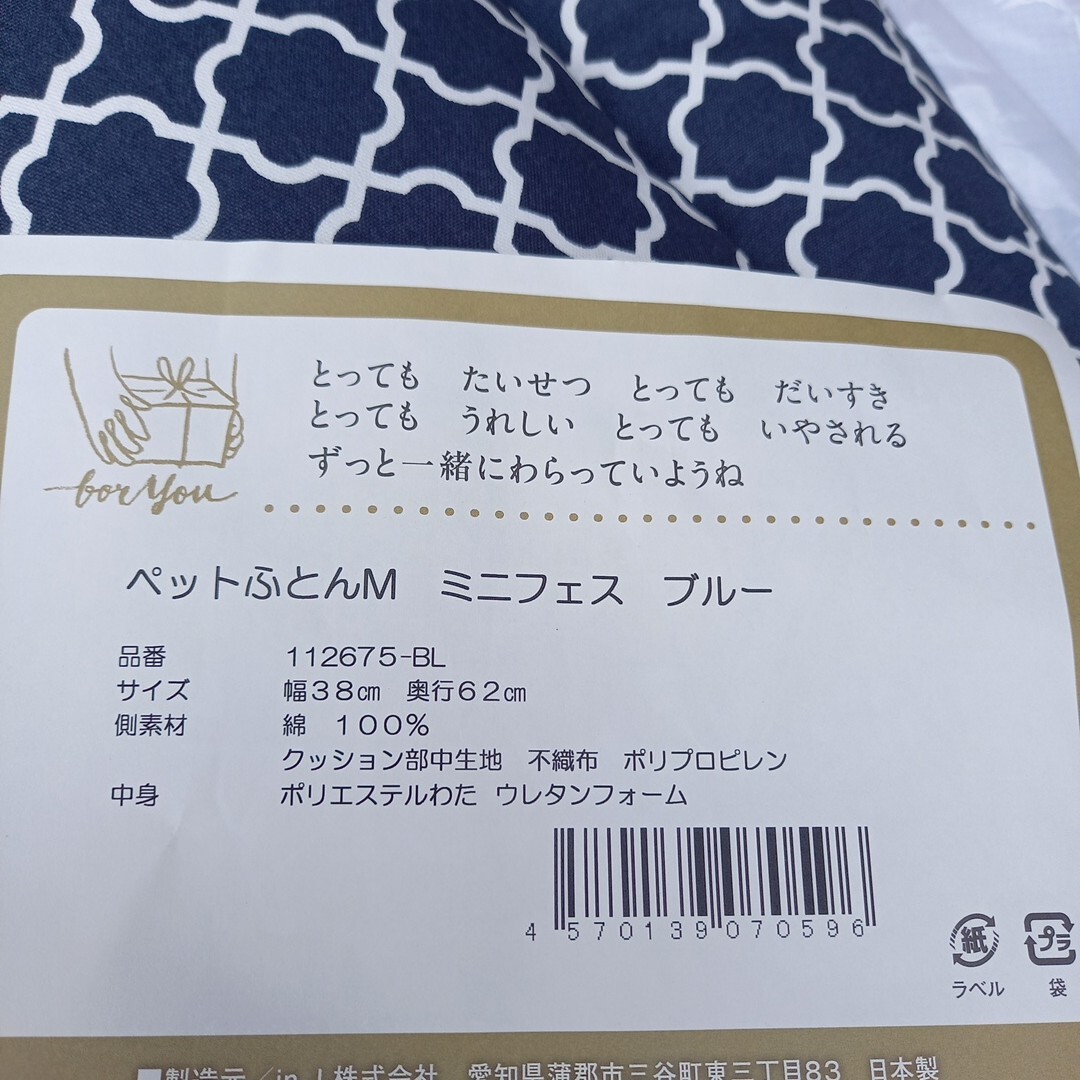 とっても たいせつ とっても だいすき
とっても うれしい とっても いやされる
ずっと一緒にわらっていようね
for You
ペットふとんM ミニフェス ブルー
品番 112675-BL
サイズ 幅38㎝ 奥行62㎝
側素材 綿 100%
クッション部中生地 不織布 ポリプロピレン
中身 ポリエステルわた ウレタンフォーム
4 570139 070596
紙 プラ
ラベル 袋
■製造元/in J 株式会社 愛知県蒲郡市三谷町東三丁目83 日本製